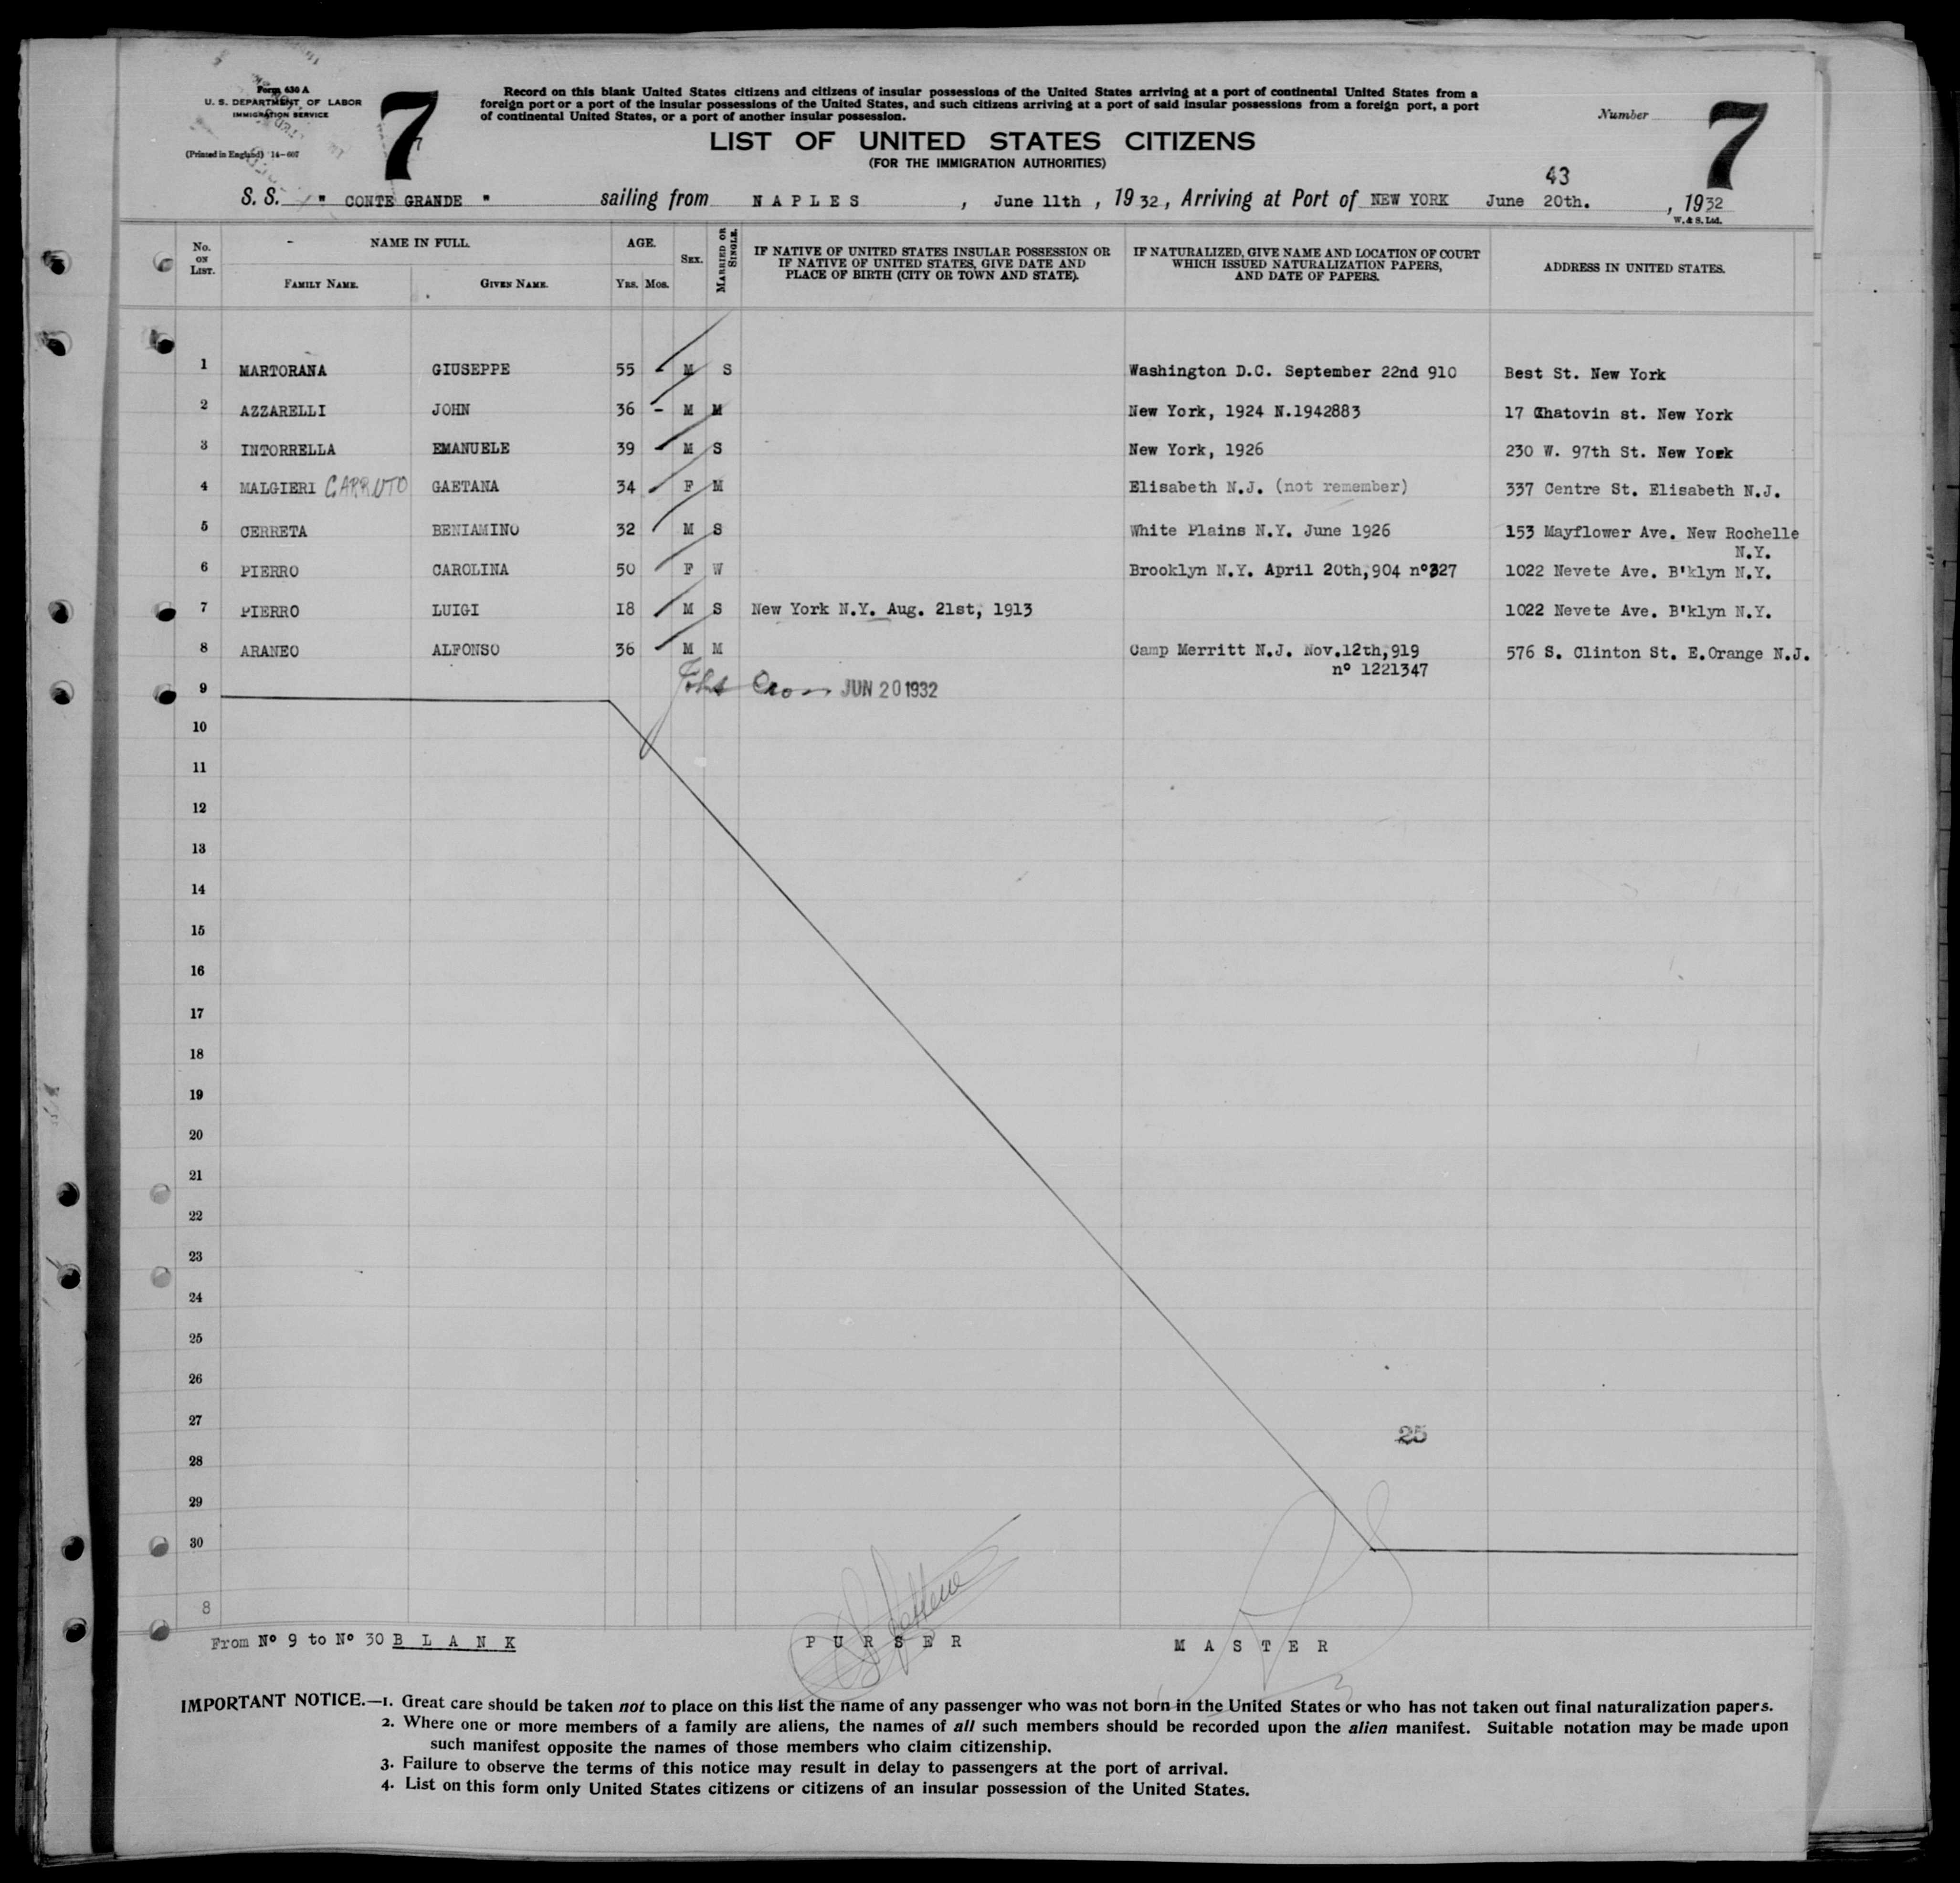 Form 630 A
U. S. DEPARTMENT OF LABOR
IMMIGRATION SERVICE
(Printed in England) 14—667
7
Record on this blank United States citizens and citizens of insular possessions of the United States arriving at a port of continental United States from a
foreign port or a port of the insular possessions of the United States, and such citizens arriving at a port of said insular possessions from a foreign port, a port
of continental United States, or a port of another insular possession.
Number
7
LIST OF UNITED STATES CITIZENS
(FOR THE IMMIGRATION AUTHORITIES)
43
S. S. " CONTE GRANDE " sailing from NAPLES , June 11th , 1932, Arriving at Port of NEW YORK June 20th. , 1932
W. & S. Ltd.
No. ON LIST. NAME IN FULL. AGE. SEX. MARRIED OR SINGLE. IF NATIVE OF UNITED STATES INSULAR POSSESSION OR IF NATIVE OF UNITED STATES, GIVE DATE AND PLACE OF BIRTH (CITY OR TOWN AND STATE). IF NATURALIZED, GIVE NAME AND LOCATION OF COURT WHICH ISSUED NATURALIZATION PAPERS, AND DATE OF PAPERS. ADDRESS IN UNITED STATES.
FAMILY NAME. GIVEN NAME. YRS. MOS.
1 MARTORANA GIUSEPPE 55 - M S Washington D.C. September 22nd 910 Best St. New York
2 AZZARELLI JOHN 36 - M M New York, 1924 N.1942883 17 Chatovin st. New York
3 INTORRELLA EMANUELE 39 - M S New York, 1926 230 W. 97th St. New York
4 MALGIERI CARRUTO GAETANA 34 F M Elisabeth N.J. (not remember) 337 Centre St. Elisabeth N.J.
5 CERRETA BENIAMINO 32 M S White Plains N.Y. June 1926 153 Mayflower Ave. New Rochelle
N.Y.
6 PIERRO CAROLINA 50 F W Brooklyn N.Y. April 20th,904 nº327 1022 Nevete Ave. B'klyn N.Y.
7 PIERRO LUIGI 18 M S New York N.Y. Aug. 21st, 1913 1022 Nevete Ave. B'klyn N.Y.
8 ARANEO ALFONSO 36 M M Camp Merritt N.J. Nov.12th,919 576 S. Clinton St. E.Orange N.J.
nº 1221347
9 JUN 20 1932
10
11
12
13
14
15
16
17
18
19
20
21
22
23
24
25
26
27
25
28
29
30
8
From Nº 9 to Nº 30 BLANK PURSER MASTER
IMPORTANT NOTICE.—1. Great care should be taken not to place on this list the name of any passenger who was not born in the United States or who has not taken out final naturalization papers.
2. Where one or more members of a family are aliens, the names of all such members should be recorded upon the alien manifest. Suitable notation may be made upon
such manifest opposite the names of those members who claim citizenship.
3. Failure to observe the terms of this notice may result in delay to passengers at the port of arrival.
4. List on this form only United States citizens or citizens of an insular possession of the United States.